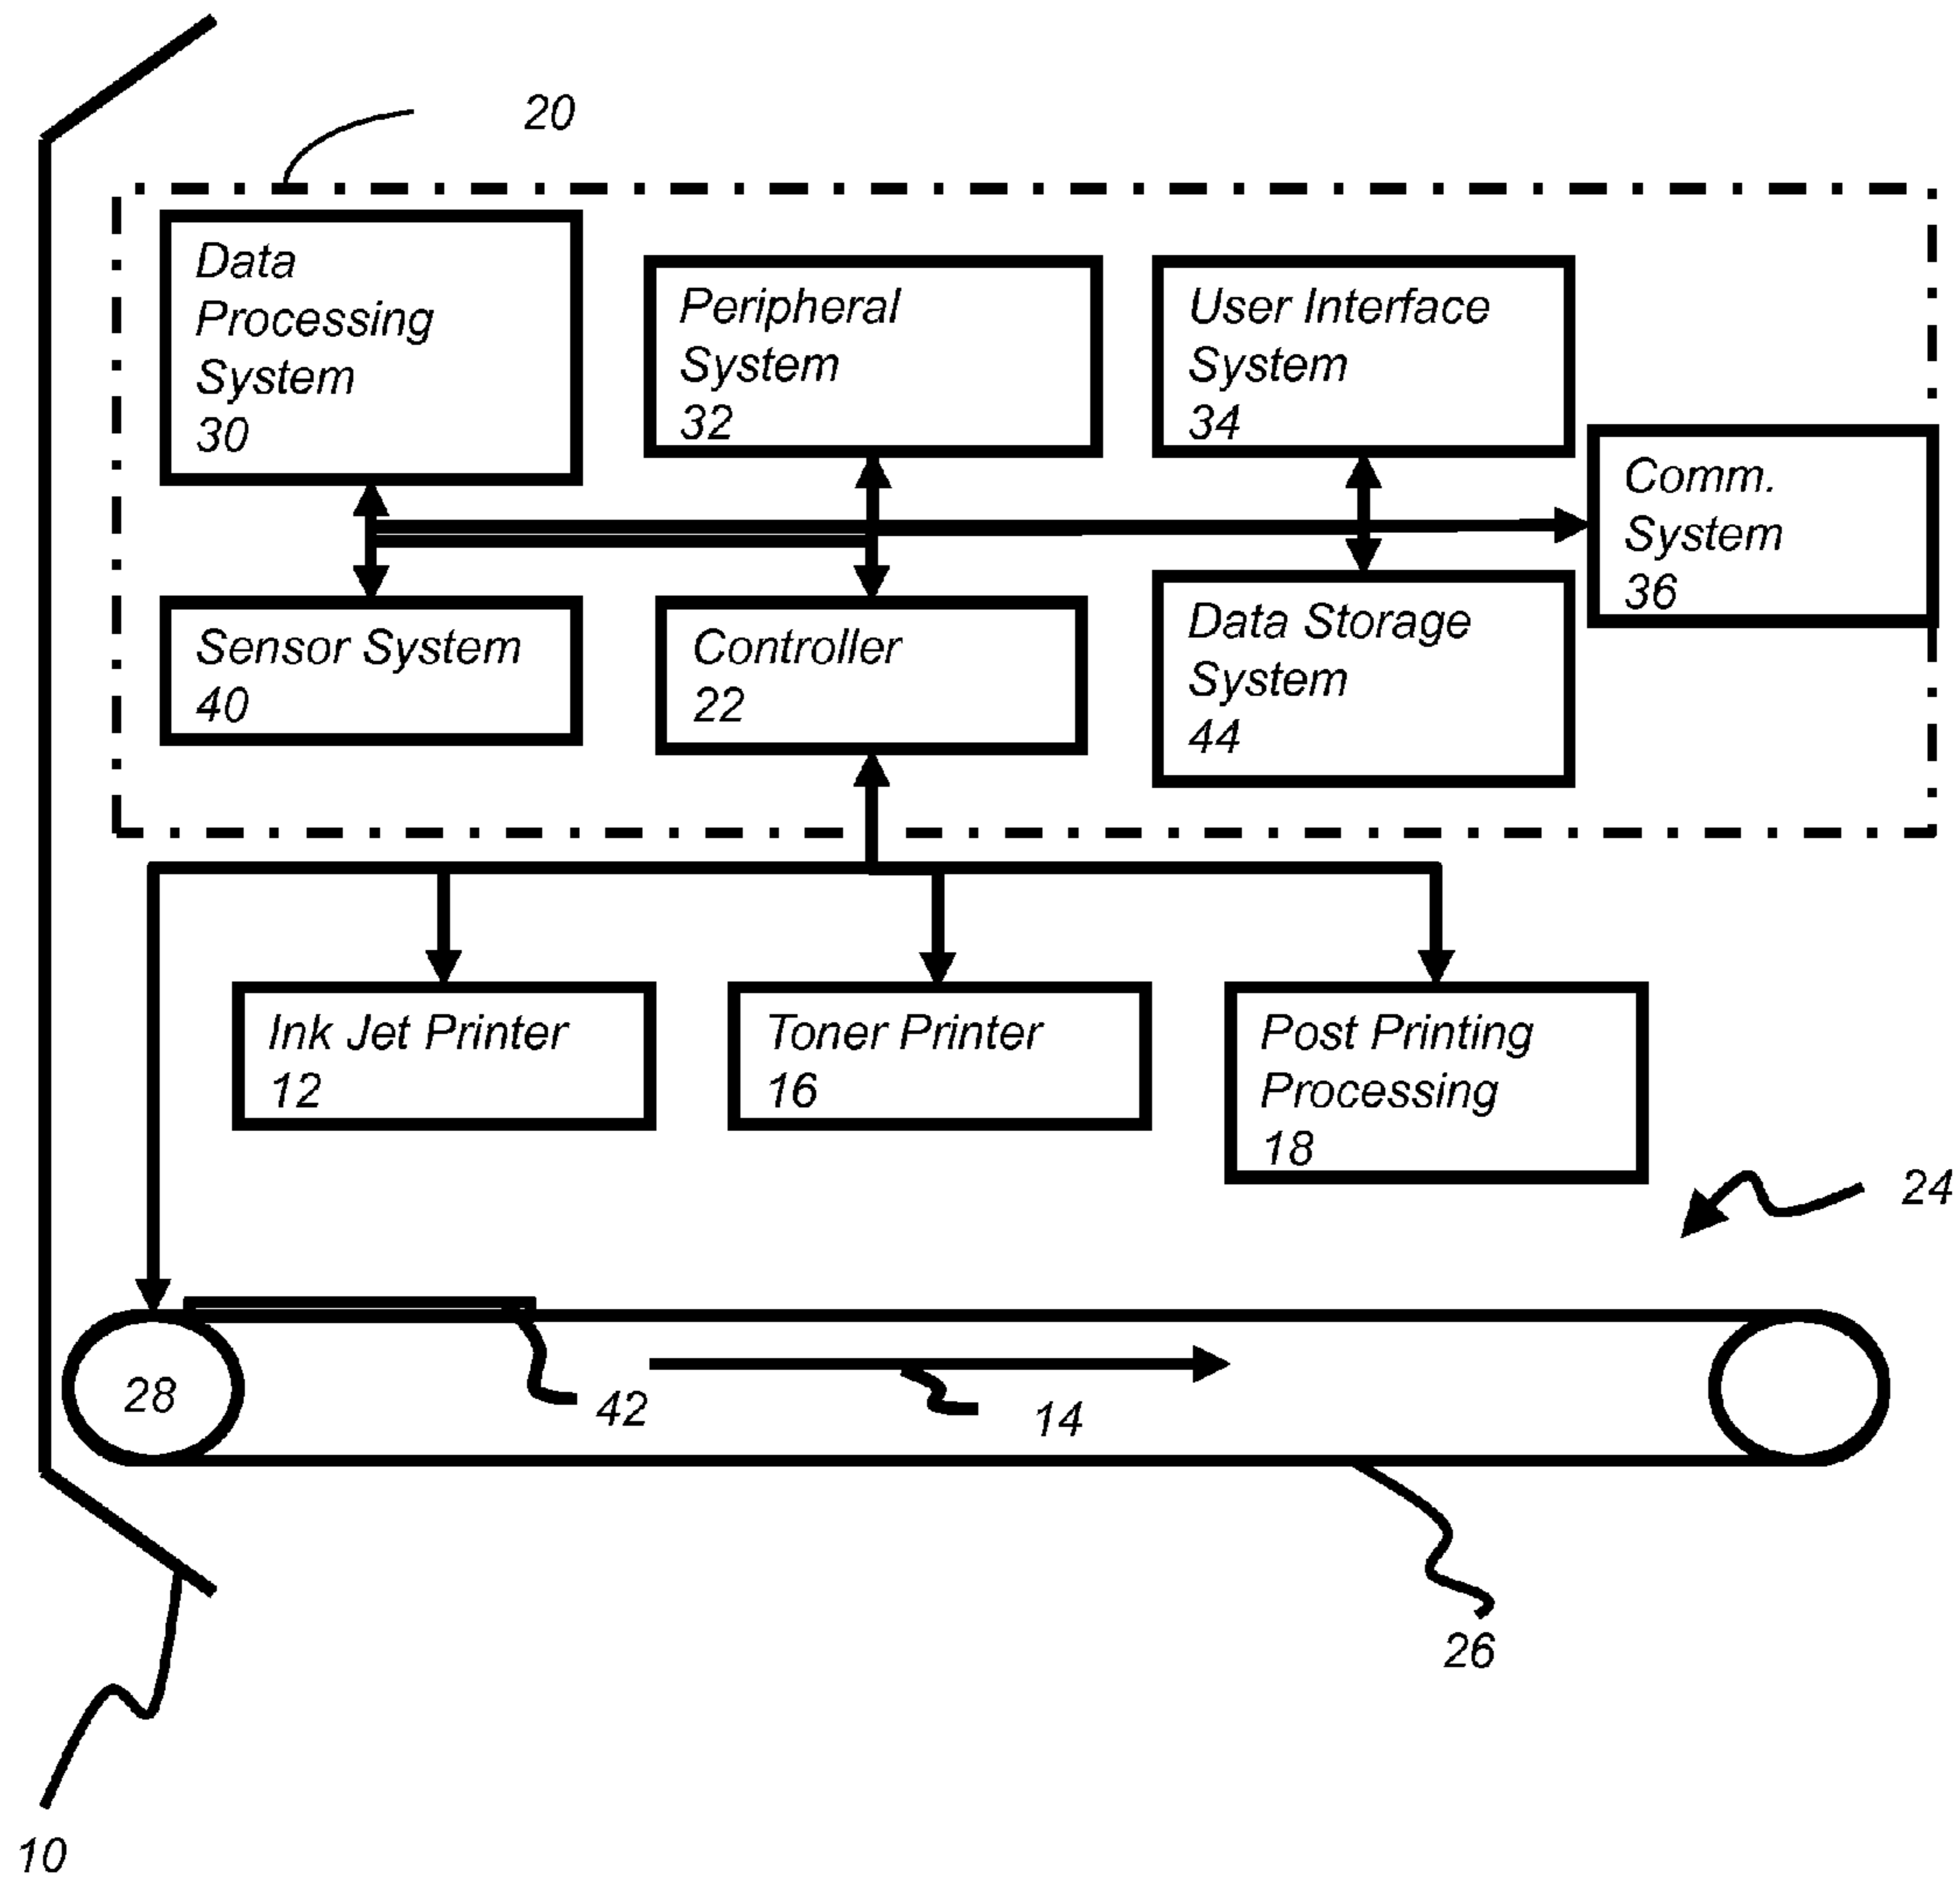 20
Data
Processing
System
30
Peripheral
System
32
User Interface
System
34
Comm.
System
36
Sensor System
40
Controller
22
Data Storage
System
44
Ink Jet Printer
12
Toner Printer
16
Post Printing
Processing
18
24
28
42
14
26
10